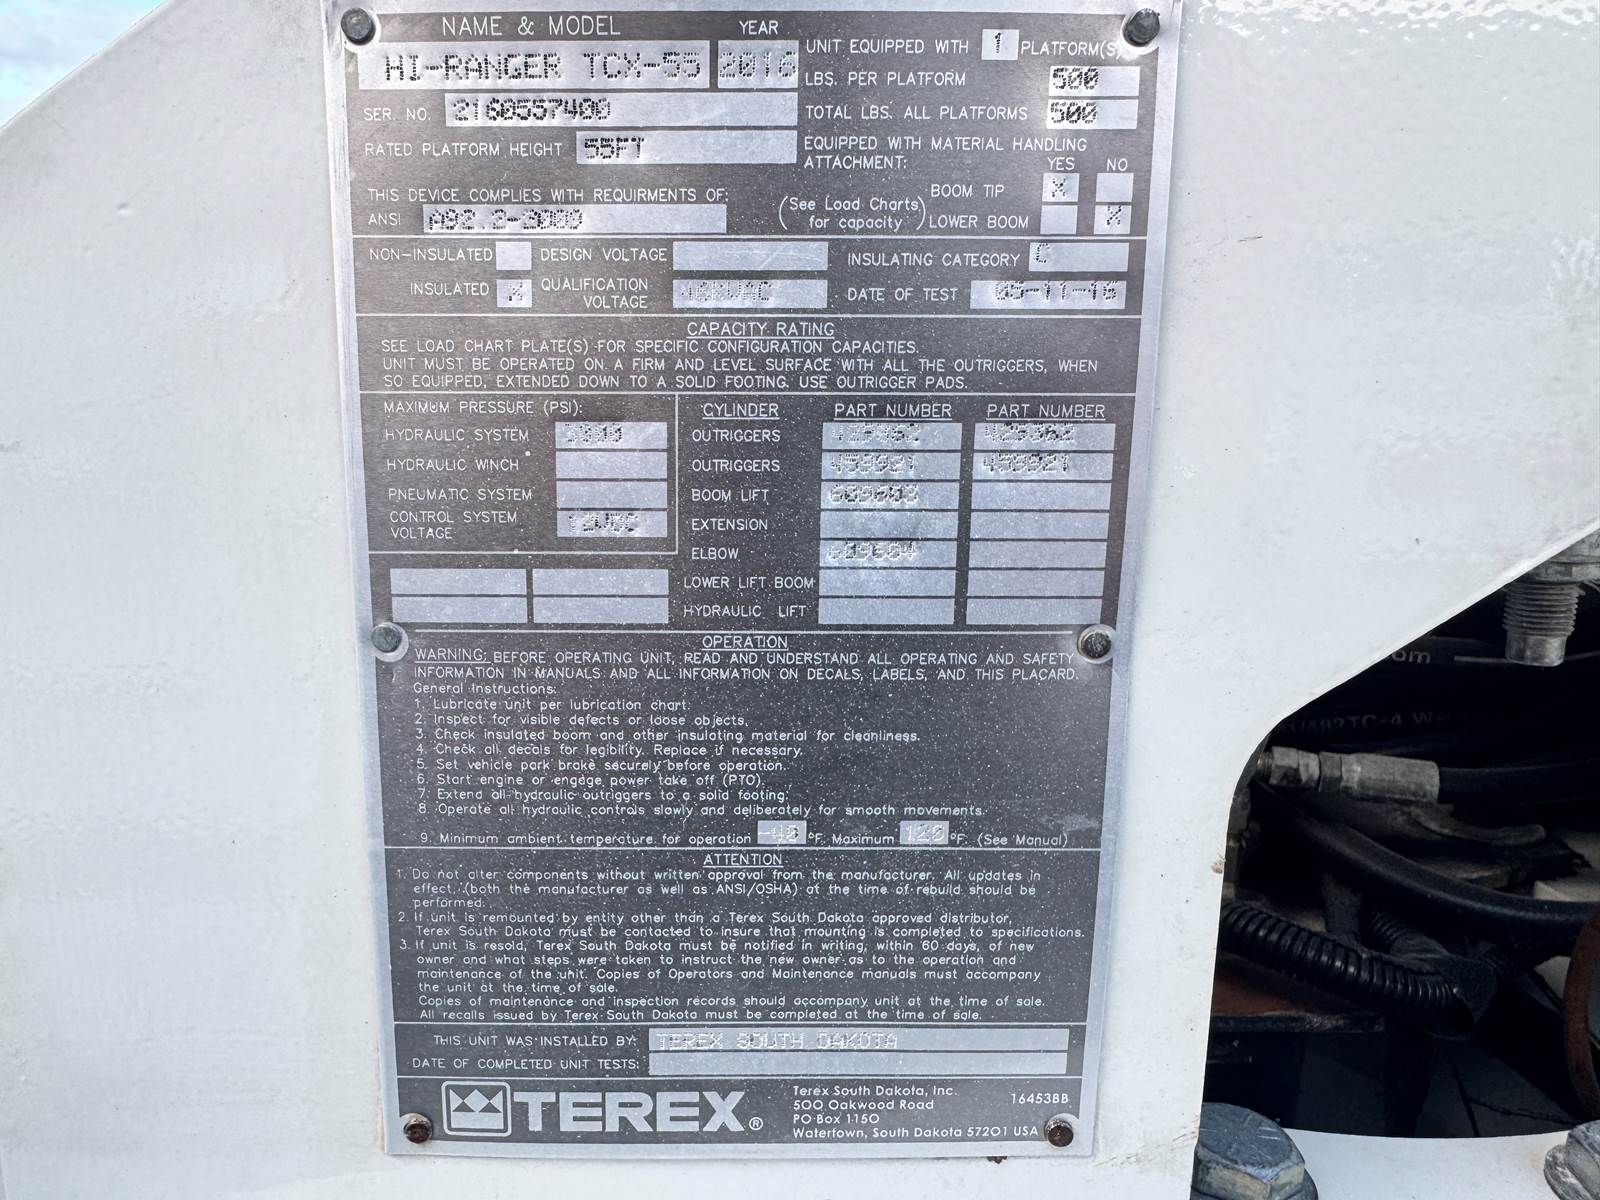 NAME & MODEL YEAR
HI-RANGER TCX-55 2016
UNIT EQUIPPED WITH 1 PLATFORM(S)
LBS. PER PLATFORM 500
SER. NO. 2160557400
TOTAL LBS. ALL PLATFORMS 500
RATED PLATFORM HEIGHT 55FT
EQUIPPED WITH MATERIAL HANDLING
ATTACHMENT: YES NO
THIS DEVICE COMPLIES WITH REQUIRMENTS OF:
ANSI A92.2-2009
(See Load Charts for capacity)
BOOM TIP X
LOWER BOOM X
NON-INSULATED DESIGN VOLTAGE INSULATING CATEGORY C
INSULATED X QUALIFICATION VOLTAGE 46KVAC DATE OF TEST 05-11-16
CAPACITY RATING
SEE LOAD CHART PLATE(S) FOR SPECIFIC CONFIGURATION CAPACITIES.
UNIT MUST BE OPERATED ON A FIRM AND LEVEL SURFACE WITH ALL THE OUTRIGGERS, WHEN
SO EQUIPPED, EXTENDED DOWN TO A SOLID FOOTING. USE OUTRIGGER PADS.
MAXIMUM PRESSURE (PSI):
HYDRAULIC SYSTEM 3000
HYDRAULIC WINCH
PNEUMATIC SYSTEM
CONTROL SYSTEM
VOLTAGE 12VDC
CYLINDER PART NUMBER PART NUMBER
OUTRIGGERS 429362 429362
OUTRIGGERS 459921 459921
BOOM LIFT 609603
EXTENSION
ELBOW 609604
LOWER LIFT BOOM
HYDRAULIC LIFT
OPERATION
WARNING: BEFORE OPERATING UNIT, READ AND UNDERSTAND ALL OPERATING AND SAFETY
INFORMATION IN MANUALS AND ALL INFORMATION ON DECALS, LABELS, AND THIS PLACARD.
General Instructions:
1. Lubricate unit per lubrication chart.
2. Inspect for visible defects or loose objects.
3. Check insulated boom and other insulating material for cleanliness.
4. Check all decals for legibility. Replace if necessary.
5. Set vehicle park brake securely before operation.
6. Start engine or engage power take off (PTO).
7. Extend all hydraulic outriggers to a solid footing.
8. Operate all hydraulic controls slowly and deliberately for smooth movements.
9. Minimum ambient temperature for operation -40 °F. Maximum 120 °F. (See Manual)
ATTENTION
1. Do not alter components without written approval from the manufacturer. All updates in
effect, (both the manufacturer as well as ANSI/OSHA) at the time of rebuild should be
performed.
2. If unit is remounted by entity other than a Terex South Dakota approved distributor,
Terex South Dakota must be contacted to insure that mounting is completed to specifications.
3. If unit is resold, Terex South Dakota must be notified in writing, within 60 days, of new
owner and what steps were taken to instruct the new owner as to the operation and
maintenance of the unit. Copies of Operators and Maintenance manuals must accompany
the unit at the time of sale.
Copies of maintenance and inspection records should accompany unit at the time of sale.
All recalls issued by Terex South Dakota must be completed at the time of sale.
THIS UNIT WAS INSTALLED BY: TEREX SOUTH DAKOTA
DATE OF COMPLETED UNIT TESTS:
TEREX®
Terex South Dakota, Inc.
500 Oakwood Road
PO Box 1150
Watertown, South Dakota 57201 USA
16453BB